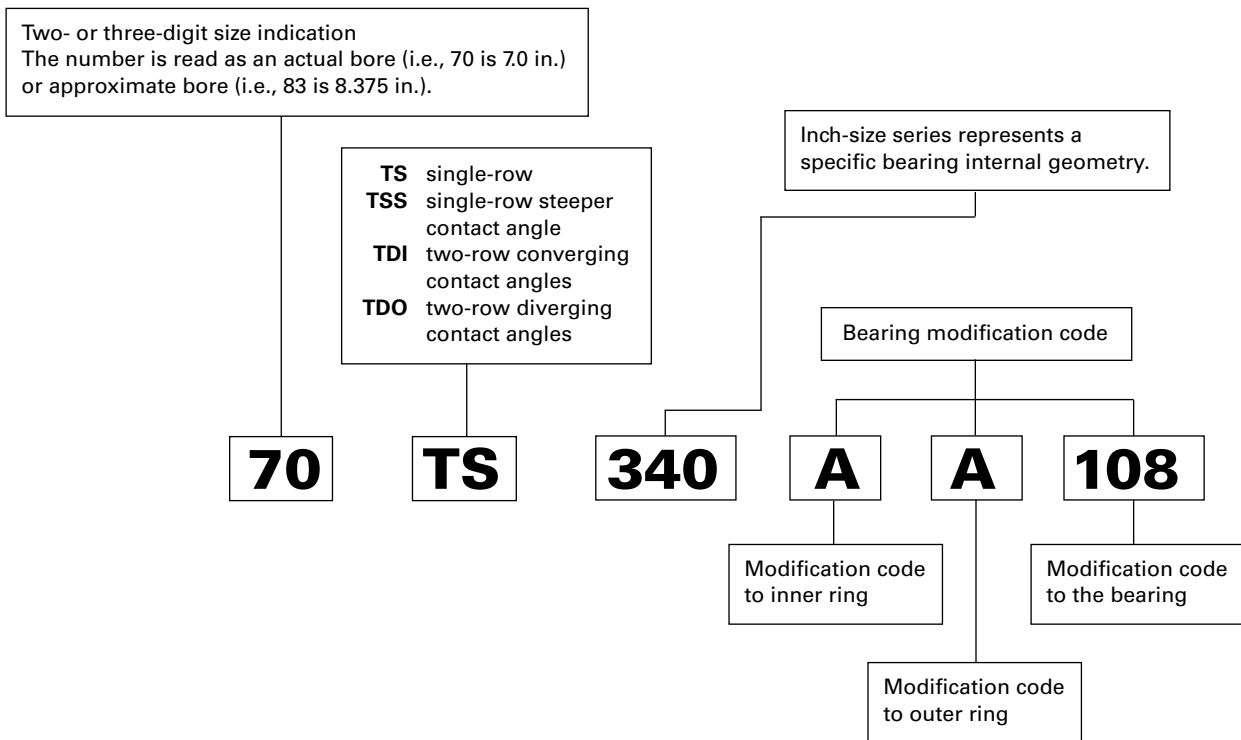 Two- or three-digit size indication
The number is read as an actual bore (i.e., 70 is 7.0 in.)
or approximate bore (i.e., 83 is 8.375 in.).
Inch-size series represents a
specific bearing internal geometry.
TS single-row
TSS single-row steeper
contact angle
TDI two-row converging
contact angles
TDO two-row diverging
contact angles
Bearing modification code
70 TS 340 A A 108
Modification code
to inner ring
Modification code
to the bearing
Modification code
to outer ring